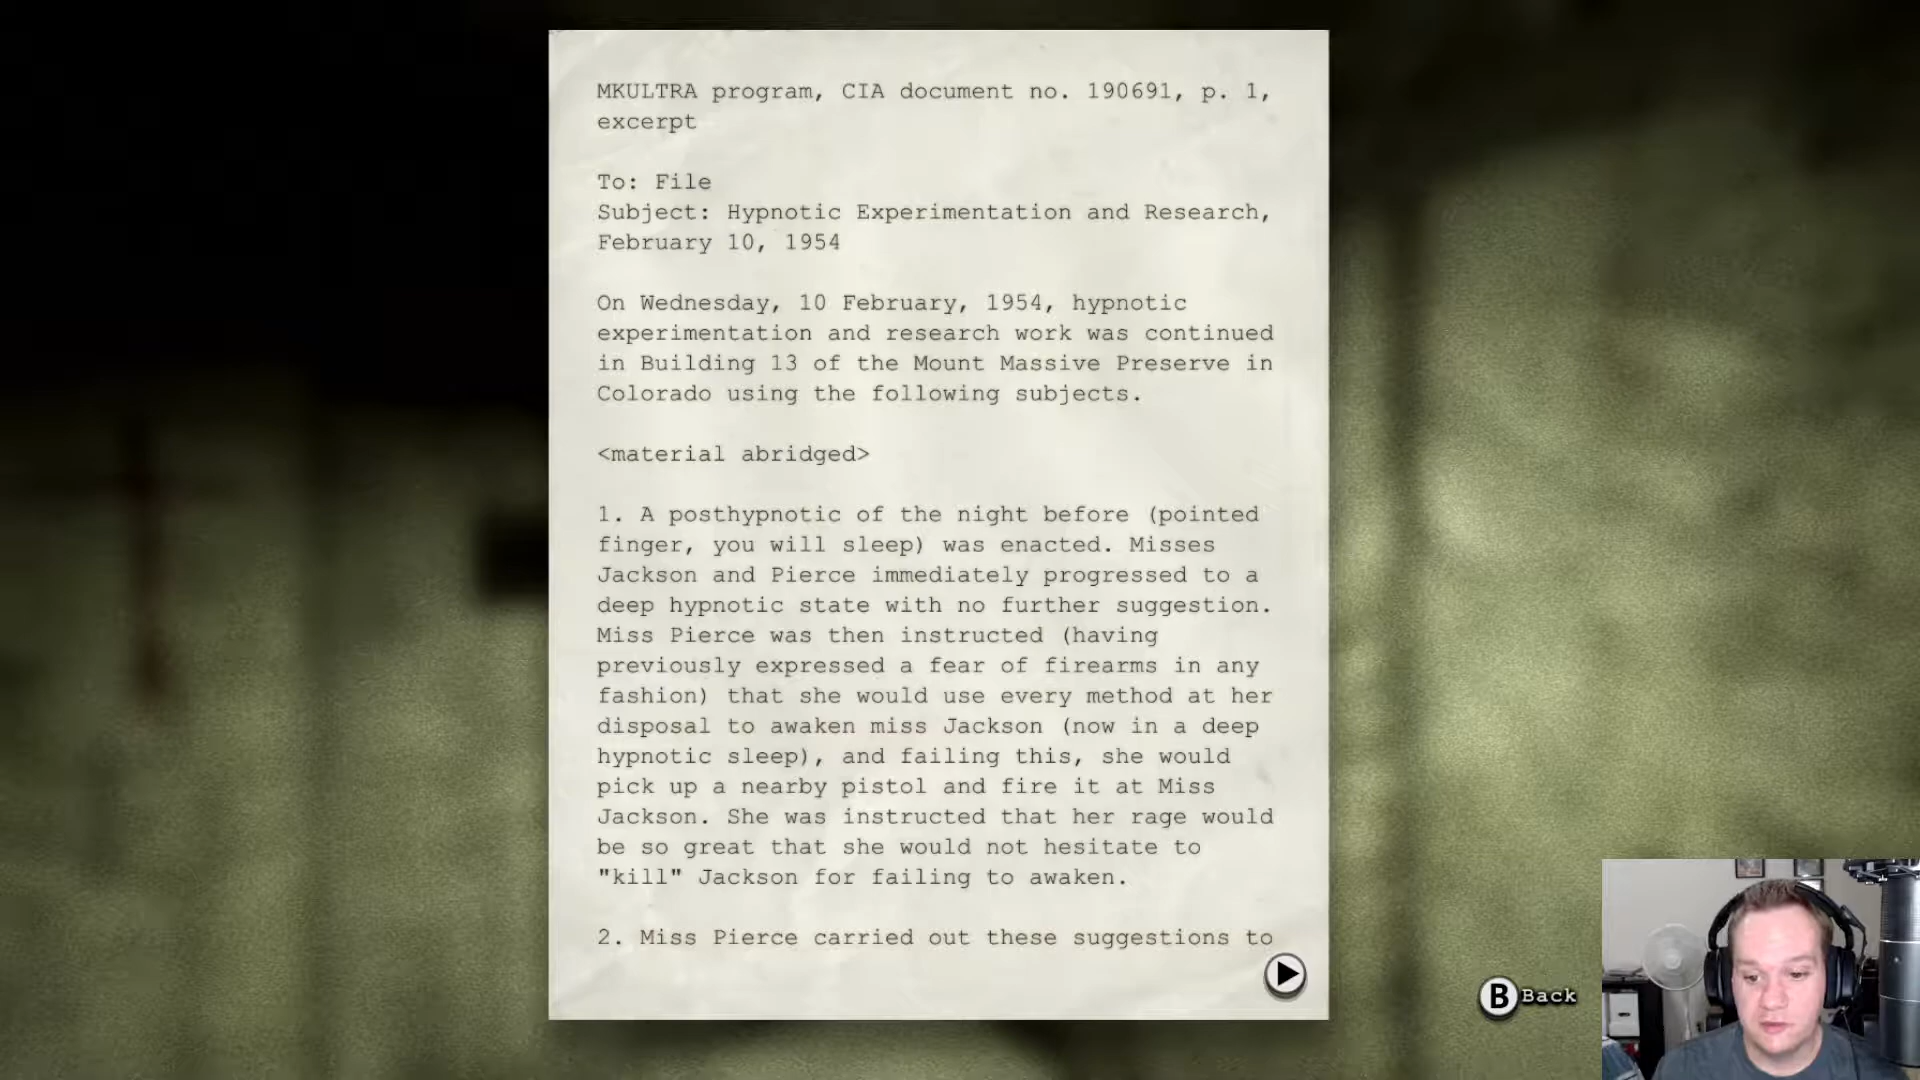 MKULTRA program, CIA document no. 190691, p. 1,
excerpt
To: File
Subject: Hypnotic Experimentation and Research,
February 10, 1954
On Wednesday, 10 February, 1954, hypnotic
experimentation and research work was continued
in Building 13 of the Mount Massive Preserve in
Colorado using the following subjects.
<material abridged>
1. A posthypnotic of the night before (pointed
finger, you will sleep) was enacted. Misses
Jackson and Pierce immediately progressed to a
deep hypnotic state with no further suggestion.
Miss Pierce was then instructed (having
previously expressed a fear of firearms in any
fashion) that she would use every method at her
disposal to awaken miss Jackson (now in a deep
hypnotic sleep), and failing this, she would
pick up a nearby pistol and fire it at Miss
Jackson. She was instructed that her rage would
be so great that she would not hesitate to
"kill" Jackson for failing to awaken.
2. Miss Pierce carried out these suggestions to
B Back